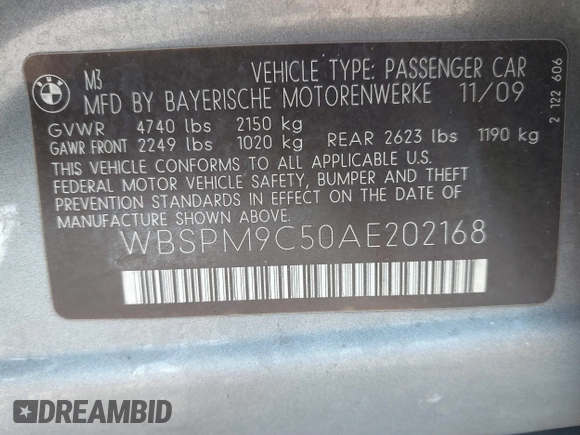 BMW
M3 VEHICLE TYPE: PASSENGER CAR
MFD BY BAYERISCHE MOTORENWERKE 11/09
GVWR 4740 lbs 2150 kg
GAWR FRONT 2249 lbs 1020 kg REAR 2623 lbs 1190 kg
THIS VEHICLE CONFORMS TO ALL APPLICABLE U.S.
FEDERAL MOTOR VEHICLE SAFETY, BUMPER AND THEFT
PREVENTION STANDARDS IN EFFECT ON THE DATE OF
MANUFACTURE SHOWN ABOVE.
WBSPM9C50AE202168
2 122 606
DREAMBID